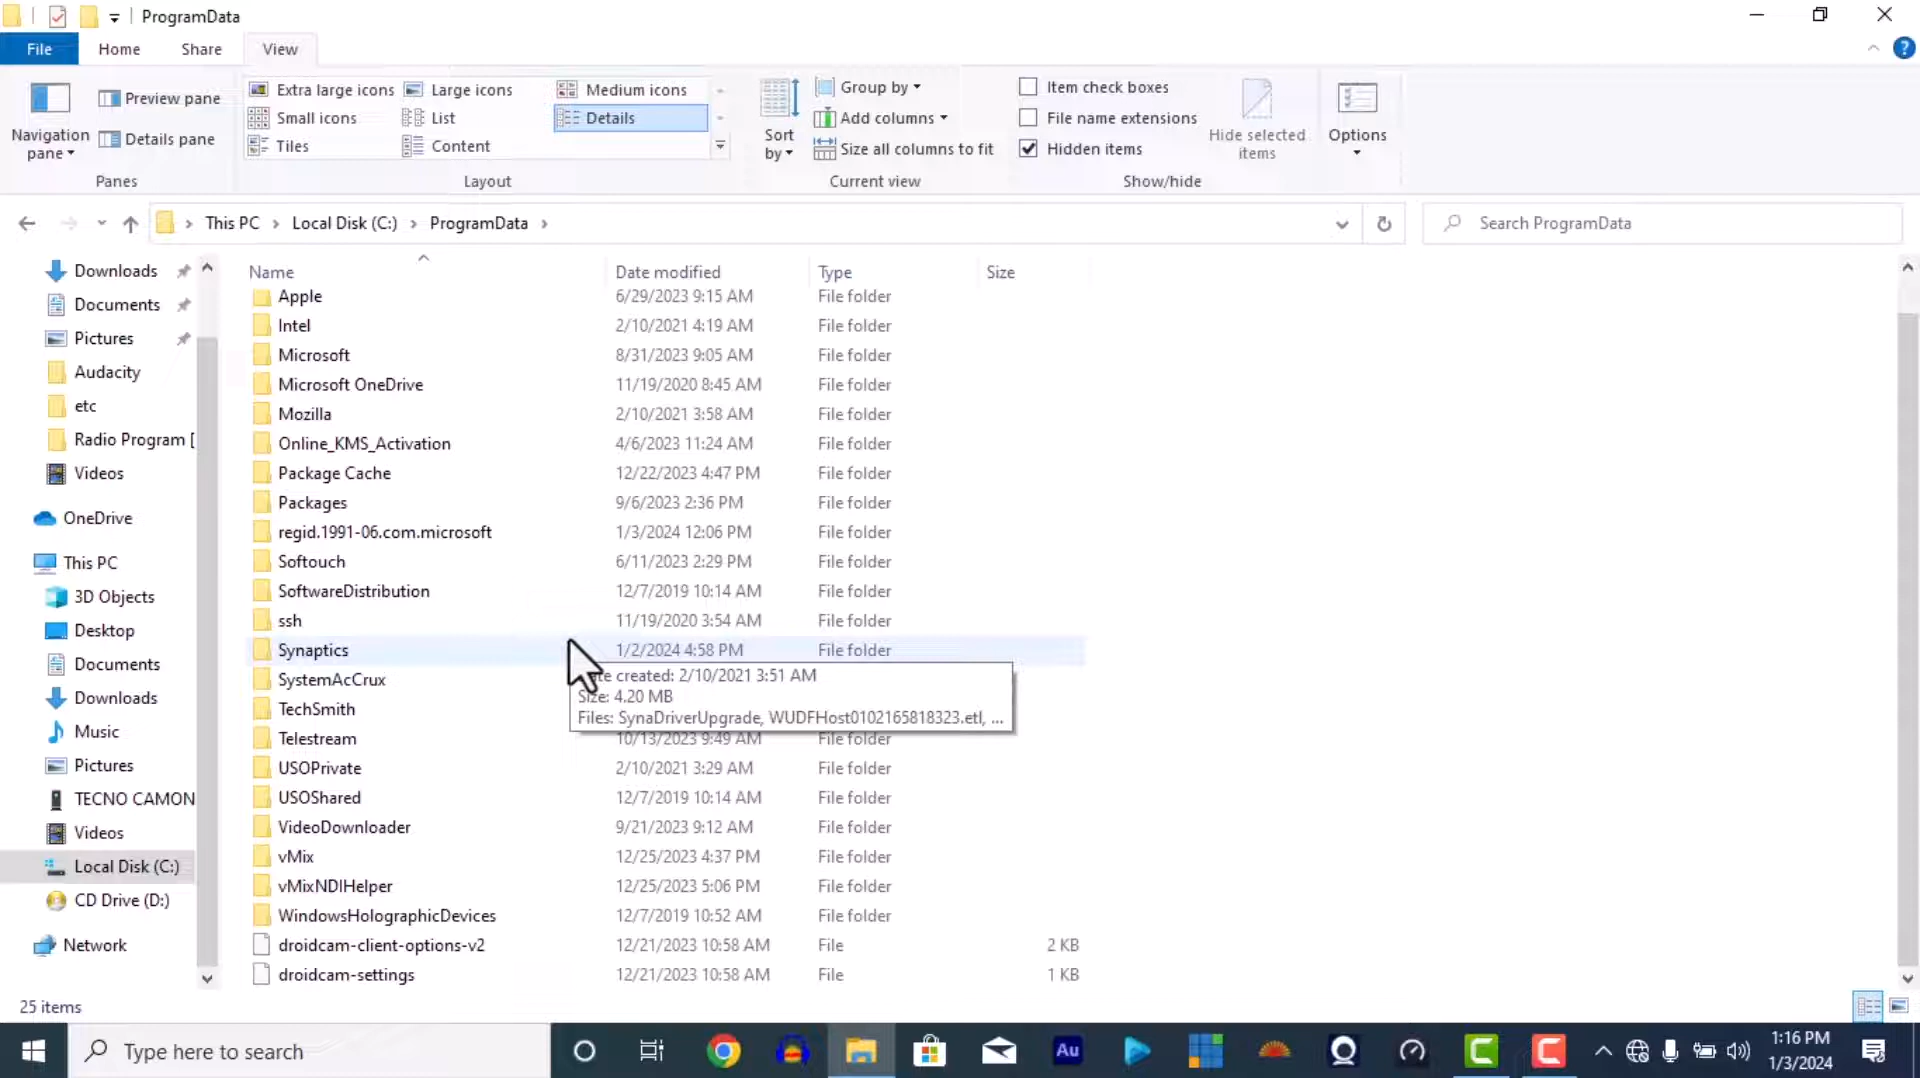 ProgramData
File Home Share View
Navigation pane
Preview pane
Details pane
Panes
Extra large icons Large icons Medium icons
Small icons List Details
Tiles Content
Layout
Sort by
Group by
Add columns
Size all columns to fit
Current view
Item check boxes
File name extensions
Hidden items
Hide selected items
Show/hide
Options
This PC Local Disk (C:) ProgramData
Search ProgramData
Downloads
Documents
Pictures
Audacity
etc
Radio Program [
Videos
OneDrive
This PC
3D Objects
Desktop
Documents
Downloads
Music
Pictures
TECNO CAMON
Videos
Local Disk (C:)
CD Drive (D:)
Network
Name Date modified Type Size
Apple 6/29/2023 9:15 AM File folder
Intel 2/10/2021 4:19 AM File folder
Microsoft 8/31/2023 9:05 AM File folder
Microsoft OneDrive 11/19/2020 8:45 AM File folder
Mozilla 2/10/2021 3:58 AM File folder
Online_KMS_Activation 4/6/2023 11:24 AM File folder
Package Cache 12/22/2023 4:47 PM File folder
Packages 9/6/2023 2:36 PM File folder
regid.1991-06.com.microsoft 1/3/2024 12:06 PM File folder
Softouch 6/11/2023 2:29 PM File folder
SoftwareDistribution 12/7/2019 10:14 AM File folder
ssh 11/19/2020 3:54 AM File folder
Synaptics 1/2/2024 4:58 PM File folder
SystemAcCrux
created: 2/10/2021 3:51 AM
Size: 4.20 MB
Files: SynaDriverUpgrade, WUDFHost0102165818323.etl, ...
TechSmith
Telestream 10/13/2023 9:49 AM File folder
USOPrivate 2/10/2021 3:29 AM File folder
USOShared 12/7/2019 10:14 AM File folder
VideoDownloader 9/21/2023 9:12 AM File folder
vMix 12/25/2023 4:37 PM File folder
vMixNDIHelper 12/25/2023 5:06 PM File folder
WindowsHolographicDevices 12/7/2019 10:52 AM File folder
droidcam-client-options-v2 12/21/2023 10:58 AM File 2 KB
droidcam-settings 12/21/2023 10:58 AM File 1 KB
25 items
Type here to search
Au
1:16 PM
1/3/2024